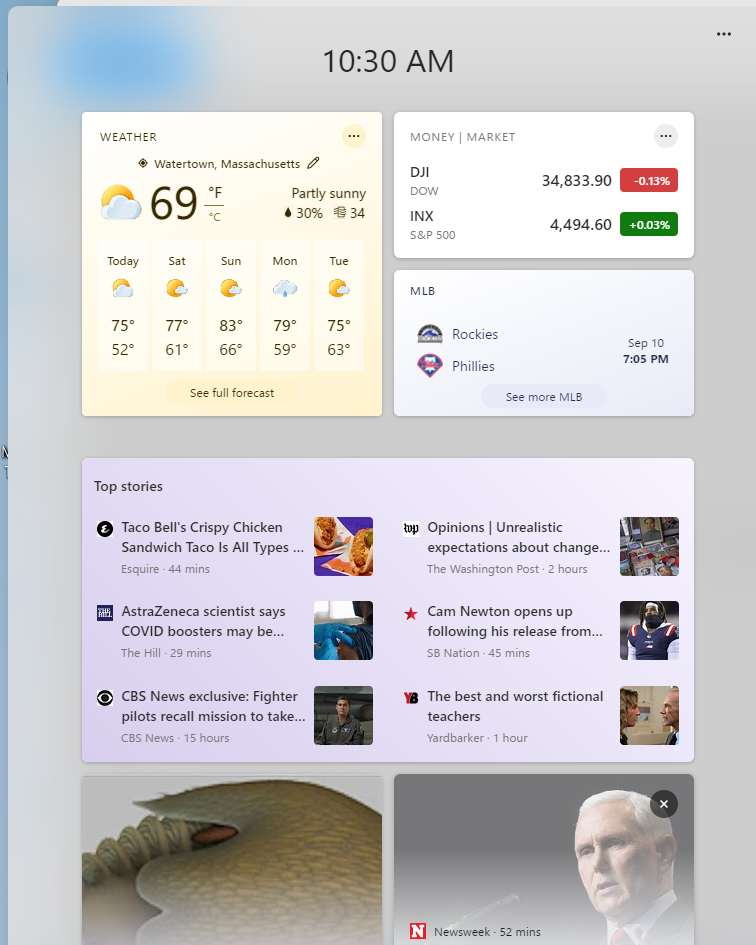 10:30 AM
WEATHER
Watertown, Massachusetts
69 °F
°C
Partly sunny
30% 34
Today Sat Sun Mon Tue
75° 77° 83° 79° 75°
52° 61° 66° 59° 63°
See full forecast
MONEY | MARKET
DJI
DOW
34,833.90 -0.13%
INX
S&P 500
4,494.60 +0.03%
MLB
Rockies
Phillies
Sep 10
7:05 PM
See more MLB
Top stories
Taco Bell's Crispy Chicken
Sandwich Taco Is All Types ...
Esquire · 44 mins
Opinions | Unrealistic
expectations about change...
The Washington Post · 2 hours
THE HILL
AstraZeneca scientist says
COVID boosters may be...
The Hill · 29 mins
Cam Newton opens up
following his release from...
SB Nation · 45 mins
CBS News exclusive: Fighter
pilots recall mission to take...
CBS News · 15 hours
YB
The best and worst fictional
teachers
Yardbarker · 1 hour
N
Newsweek · 52 mins